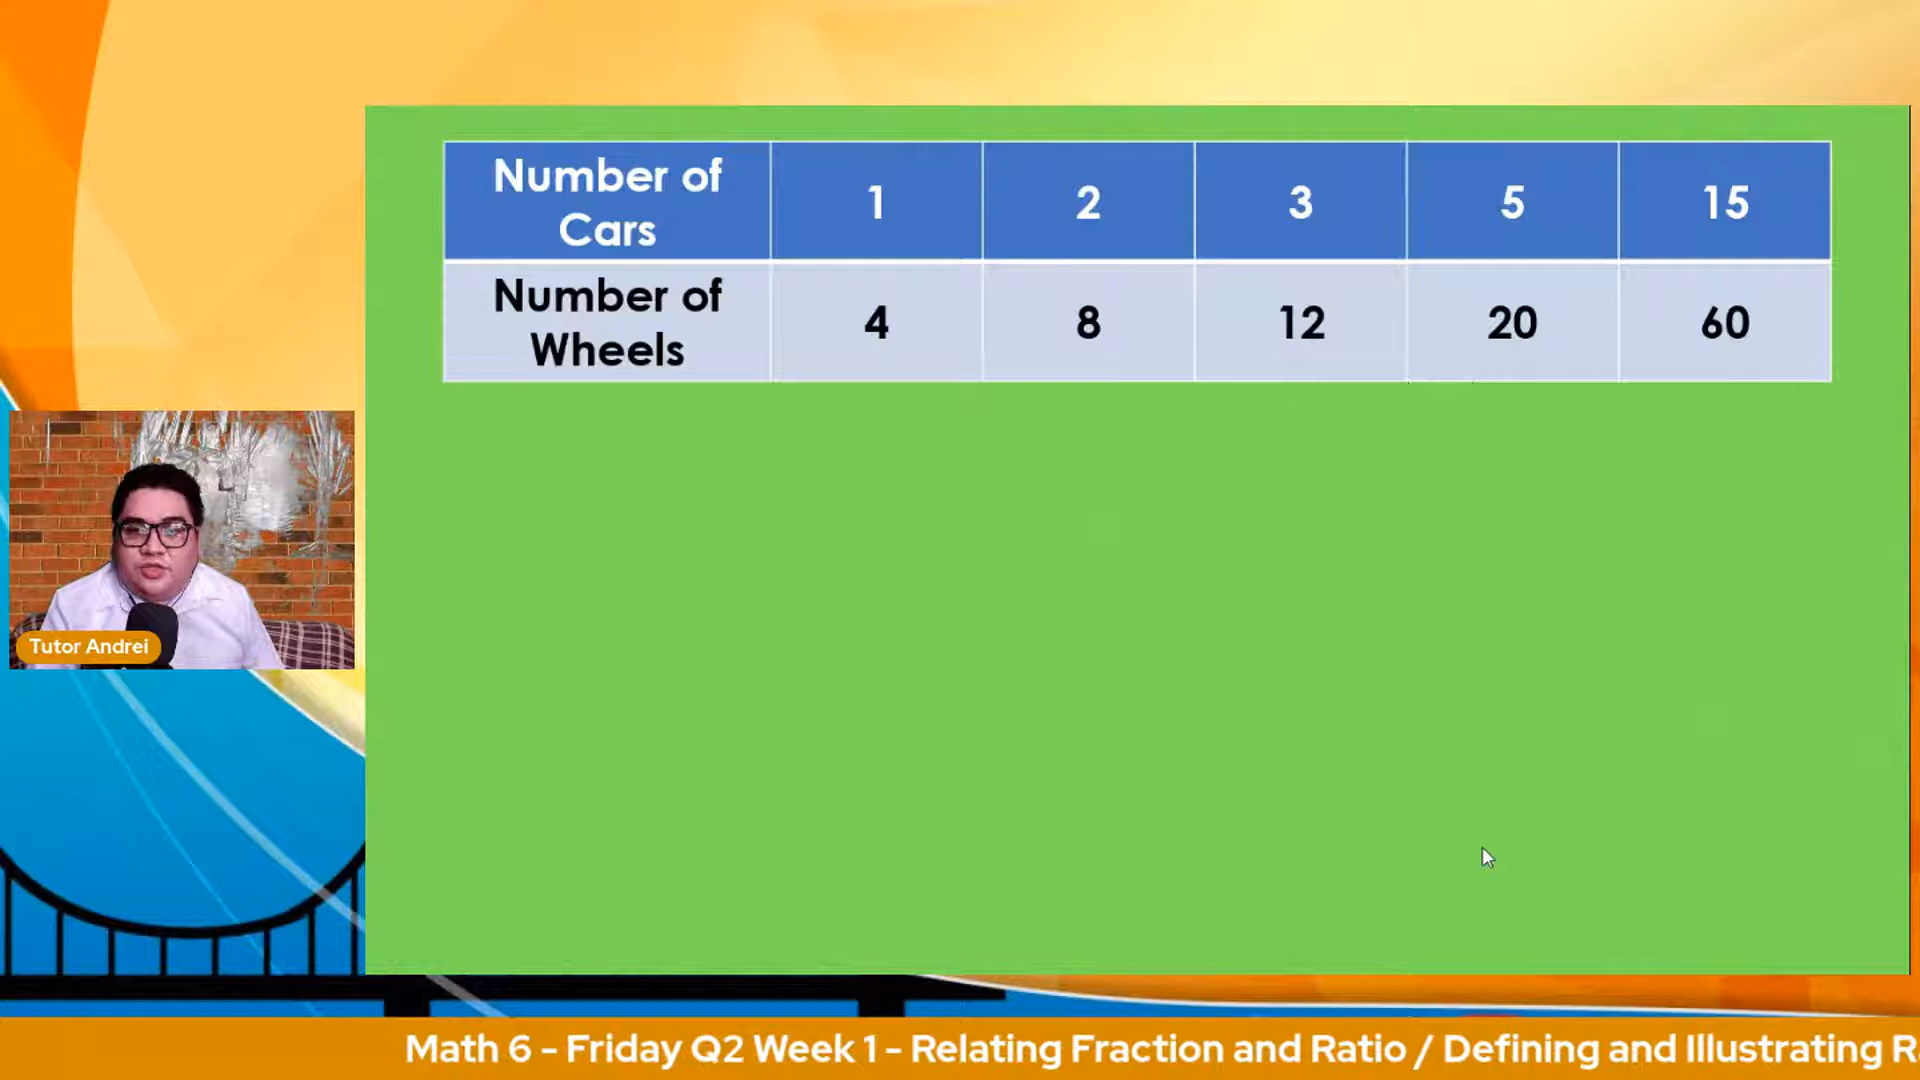 Number of Cars 1 2 3 5 15
Number of Wheels 4 8 12 20 60
Tutor Andrei
Math 6 - Friday Q2 Week 1 - Relating Fraction and Ratio / Defining and Illustrating